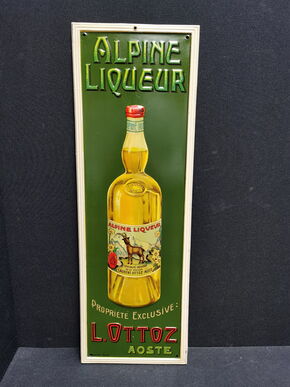 ALPINE
LIQUEUR
ALPINE LIQUEUR
PROPRIÉTÉ EXCLUSIVE:
L. OTTOZ
AOSTE